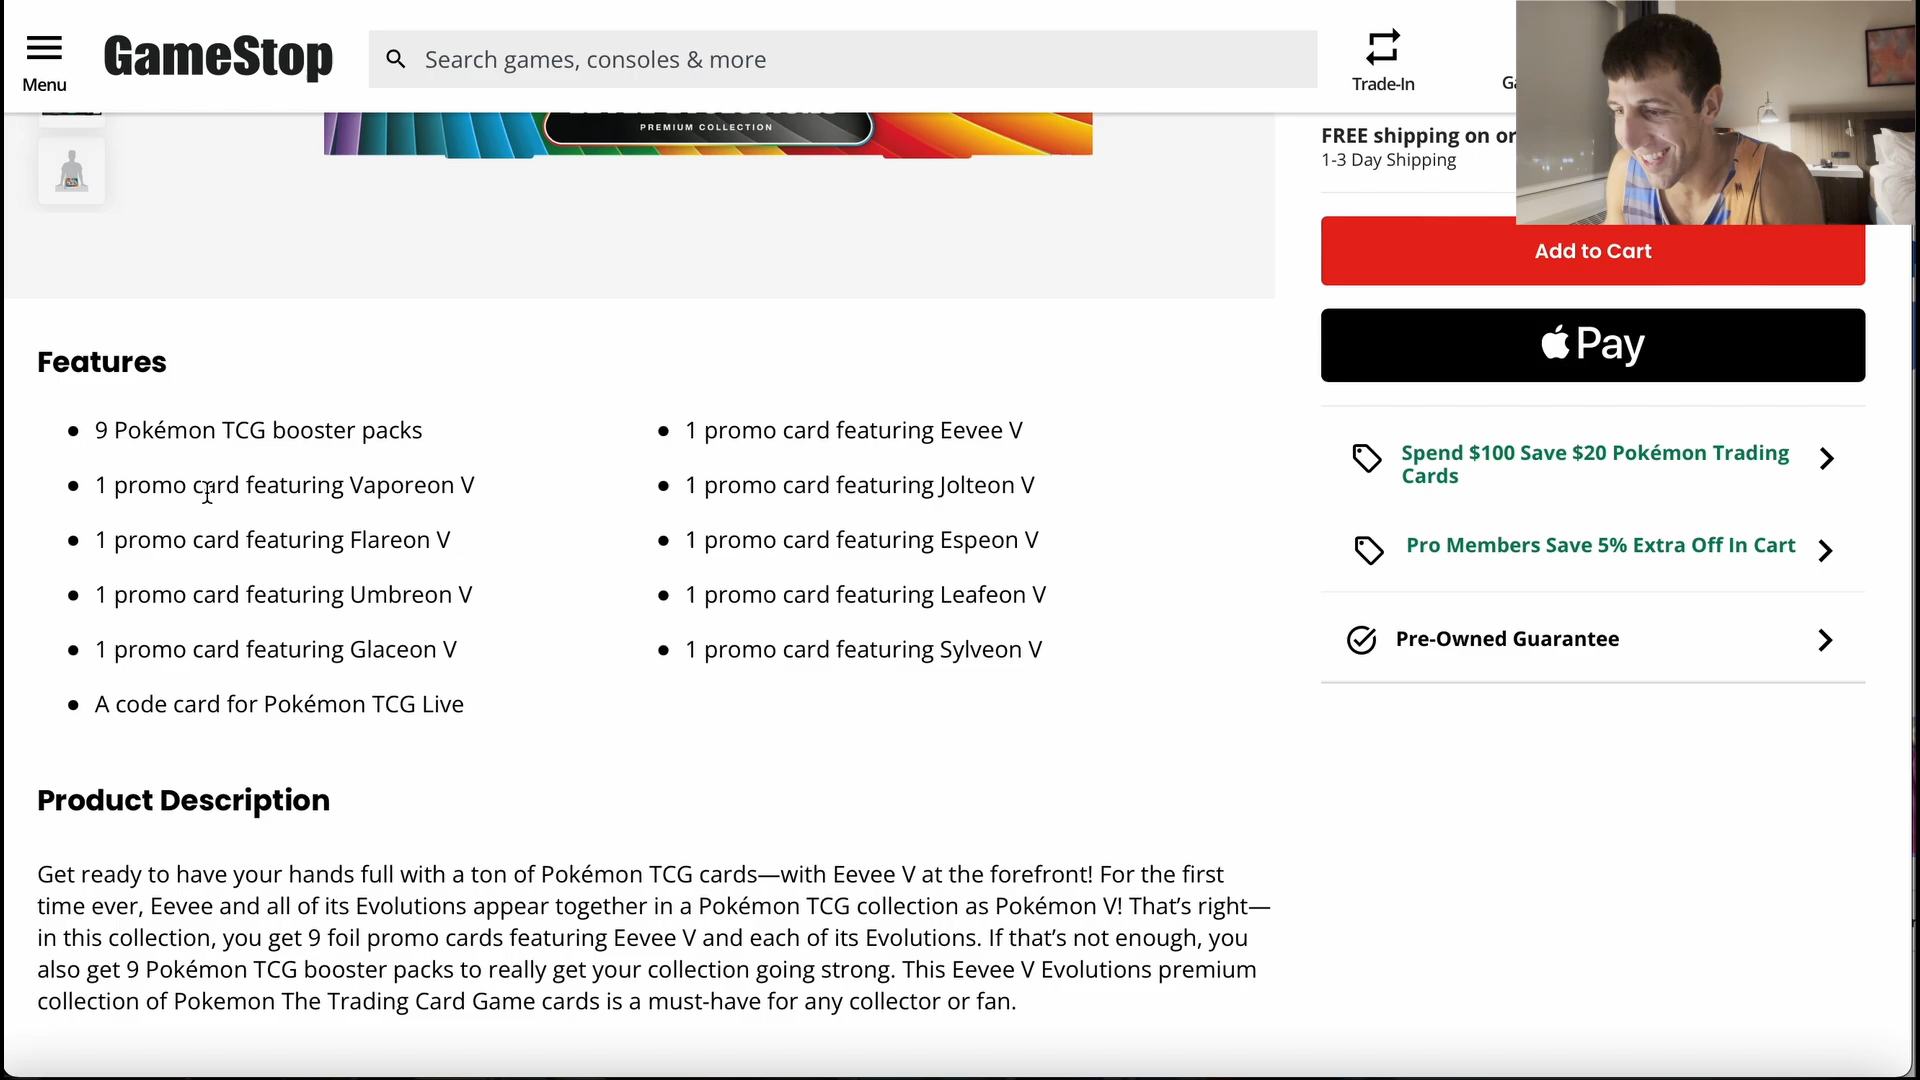 Menu
GameStop
Search games, consoles & more
Trade-In
PREMIUM COLLECTION
FREE shipping on or
1-3 Day Shipping
Add to Cart
Pay
Features
9 Pokémon TCG booster packs
1 promo card featuring Eevee V
1 promo card featuring Vaporeon V
1 promo card featuring Jolteon V
1 promo card featuring Flareon V
1 promo card featuring Espeon V
1 promo card featuring Umbreon V
1 promo card featuring Leafeon V
1 promo card featuring Glaceon V
1 promo card featuring Sylveon V
A code card for Pokémon TCG Live
Spend $100 Save $20 Pokémon Trading
Cards
Pro Members Save 5% Extra Off In Cart
Pre-Owned Guarantee
Product Description
Get ready to have your hands full with a ton of Pokémon TCG cards—with Eevee V at the forefront! For the first
time ever, Eevee and all of its Evolutions appear together in a Pokémon TCG collection as Pokémon V! That’s right—
in this collection, you get 9 foil promo cards featuring Eevee V and each of its Evolutions. If that’s not enough, you
also get 9 Pokémon TCG booster packs to really get your collection going strong. This Eevee V Evolutions premium
collection of Pokemon The Trading Card Game cards is a must-have for any collector or fan.